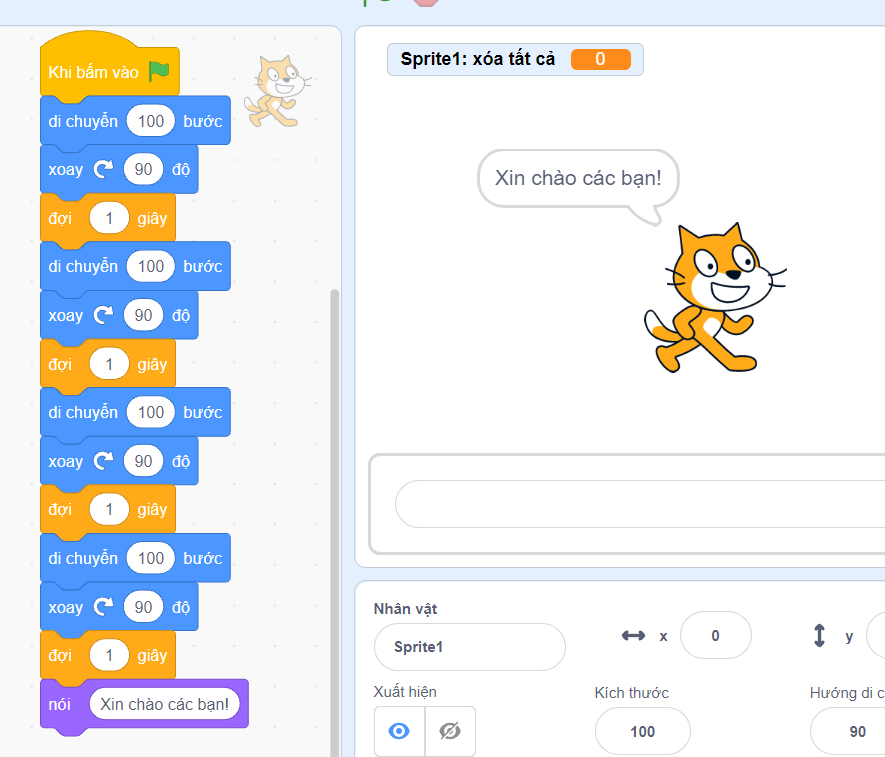 Khi bấm vào
di chuyển 100 bước
xoay 90 độ
đợi 1 giây
di chuyển 100 bước
xoay 90 độ
đợi 1 giây
di chuyển 100 bước
xoay 90 độ
đợi 1 giây
di chuyển 100 bước
xoay 90 độ
đợi 1 giây
nói Xin chào các bạn!
Sprite1: xóa tất cả 0
Xin chào các bạn!
Nhân vật
Sprite1 x 0 y
Xuất hiện Kích thước Hướng di c
100 90